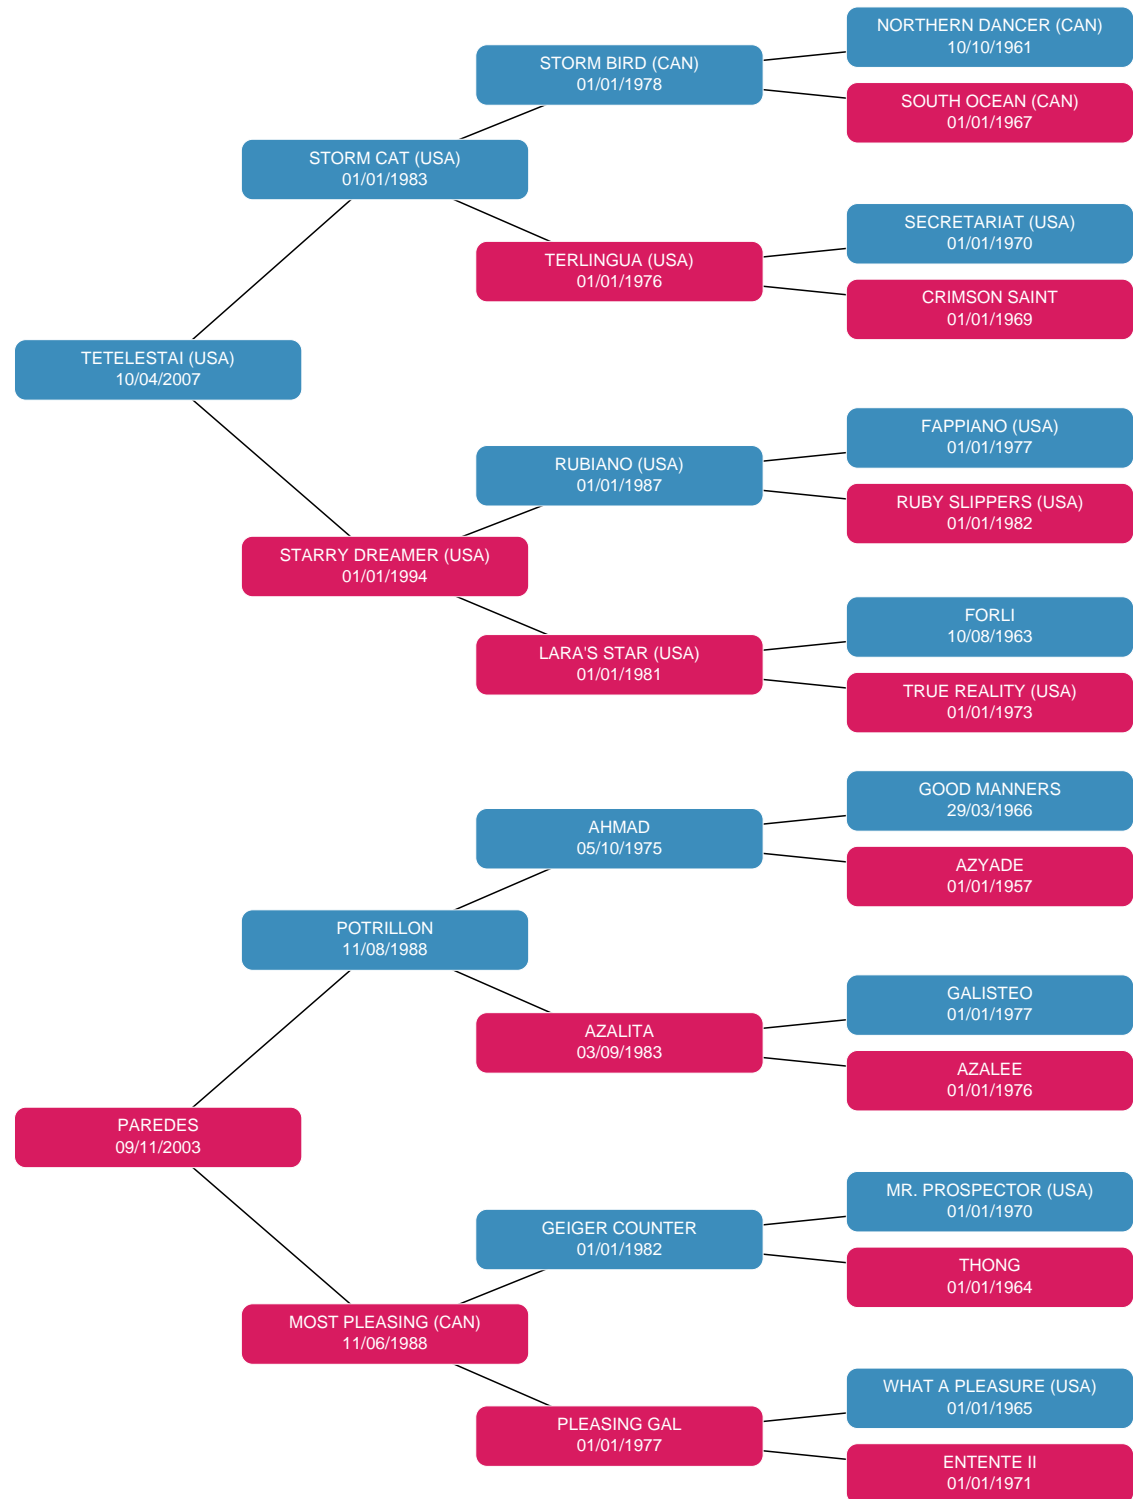 NORTHERN DANCER (CAN)
10/10/1961
STORM BIRD (CAN)
01/01/1978
SOUTH OCEAN (CAN)
01/01/1967
STORM CAT (USA)
01/01/1983
SECRETARIAT (USA)
01/01/1970
TERLINGUA (USA)
01/01/1976
CRIMSON SAINT
01/01/1969
TETELESTAI (USA)
10/04/2007
FAPPIANO (USA)
01/01/1977
RUBIANO (USA)
01/01/1987
RUBY SLIPPERS (USA)
01/01/1982
STARRY DREAMER (USA)
01/01/1994
FORLI
10/08/1963
LARA'S STAR (USA)
01/01/1981
TRUE REALITY (USA)
01/01/1973
GOOD MANNERS
29/03/1966
AHMAD
05/10/1975
AZYADE
01/01/1957
POTRILLON
11/08/1988
GALISTEO
01/01/1977
AZALITA
03/09/1983
AZALEE
01/01/1976
PAREDES
09/11/2003
MR. PROSPECTOR (USA)
01/01/1970
GEIGER COUNTER
01/01/1982
THONG
01/01/1964
MOST PLEASING (CAN)
11/06/1988
WHAT A PLEASURE (USA)
01/01/1965
PLEASING GAL
01/01/1977
ENTENTE II
01/01/1971